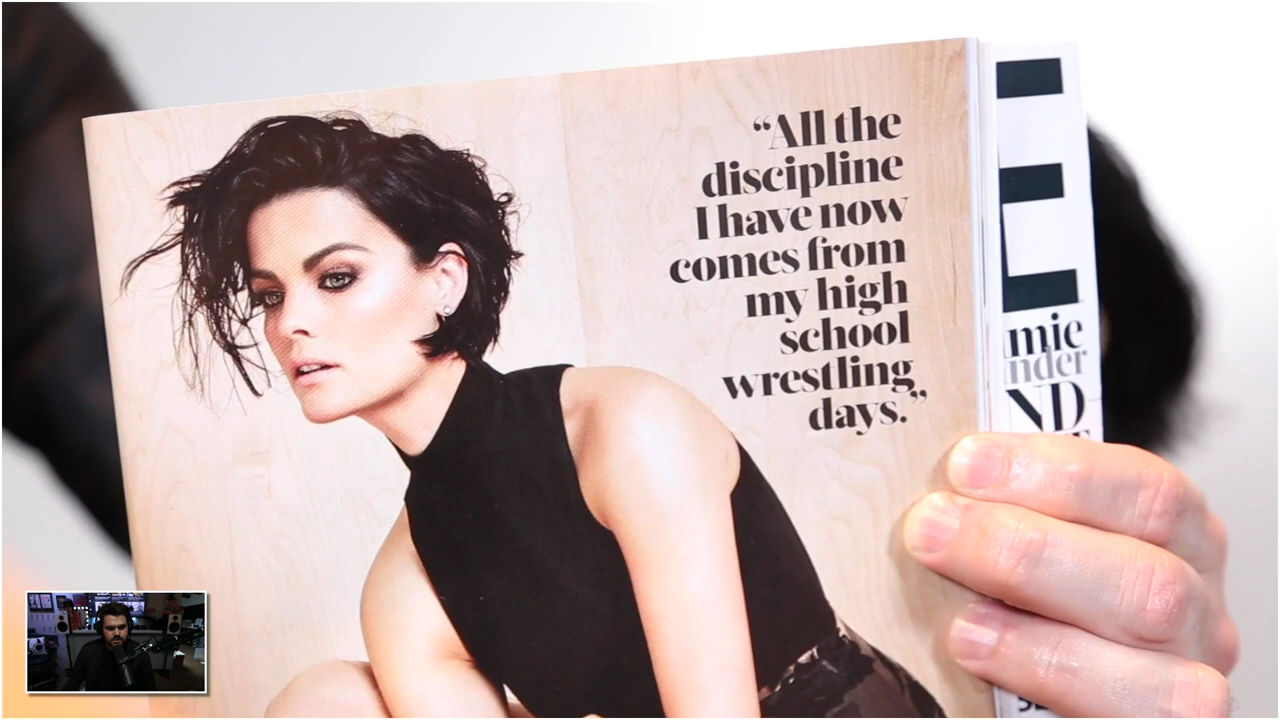 “All the
discipline
I have now
comes from
my high
school
wrestling
days.”
E
mie
nder
ND